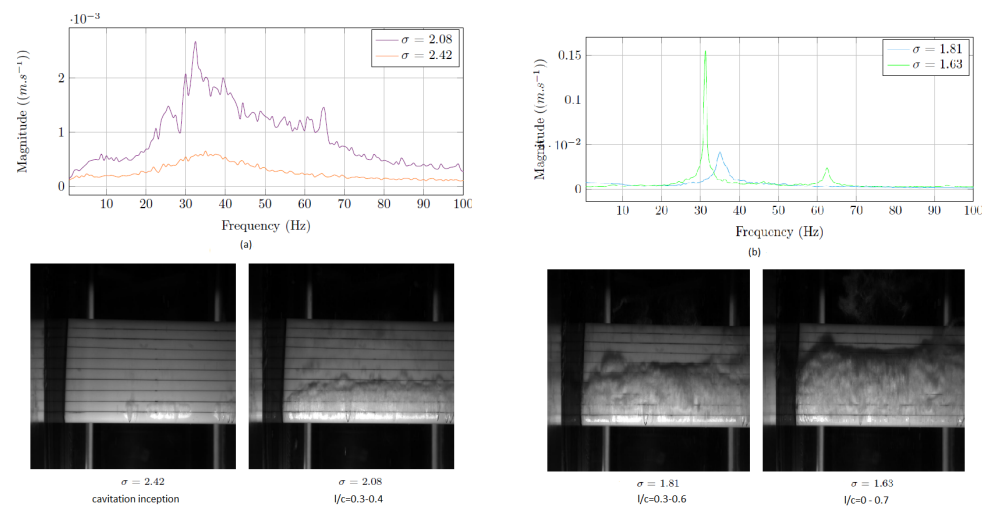 ·10⁻³
σ = 2.08
σ = 2.42
Magnitude ((m.s⁻¹))
2
1
0
10 20 30 40 50 60 70 80 90 100
Frequency (Hz)
(a)
σ = 1.81
σ = 1.63
Magnitude ((m.s⁻¹))
0.15
0.1
·10⁻²
0
10 20 30 40 50 60 70 80 90 100
Frequency (Hz)
(b)
σ = 2.42
cavitation inception
σ = 2.08
l/c=0.3-0.4
σ = 1.81
l/c=0.3-0.6
σ = 1.63
l/c=0 - 0.7